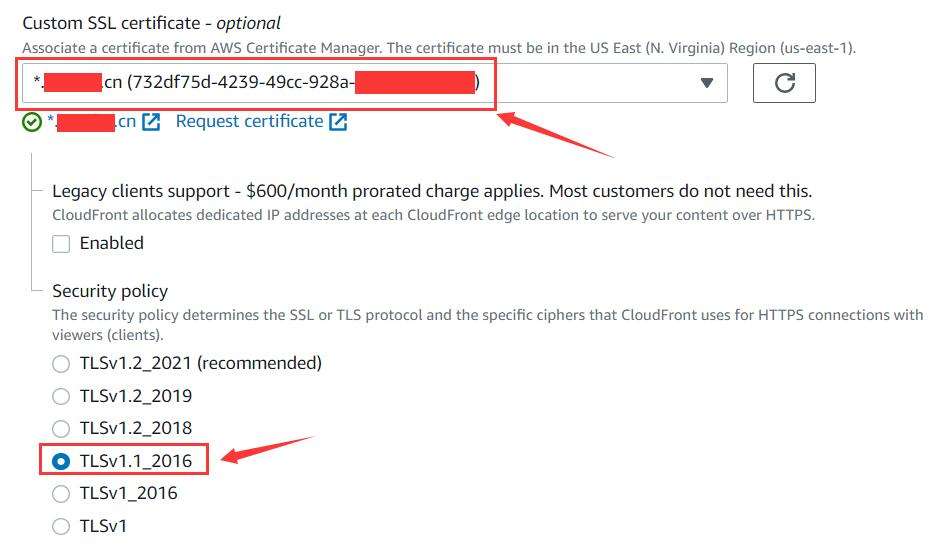 Custom SSL certificate - optional
Associate a certificate from AWS Certificate Manager. The certificate must be in the US East (N. Virginia) Region (us-east-1).
*. .cn (732df75d-4239-49cc-928a- )
*. .cn Request certificate
Legacy clients support - $600/month prorated charge applies. Most customers do not need this.
CloudFront allocates dedicated IP addresses at each CloudFront edge location to serve your content over HTTPS.
Enabled
Security policy
The security policy determines the SSL or TLS protocol and the specific ciphers that CloudFront uses for HTTPS connections with
viewers (clients).
TLSv1.2_2021 (recommended)
TLSv1.2_2019
TLSv1.2_2018
TLSv1.1_2016
TLSv1_2016
TLSv1